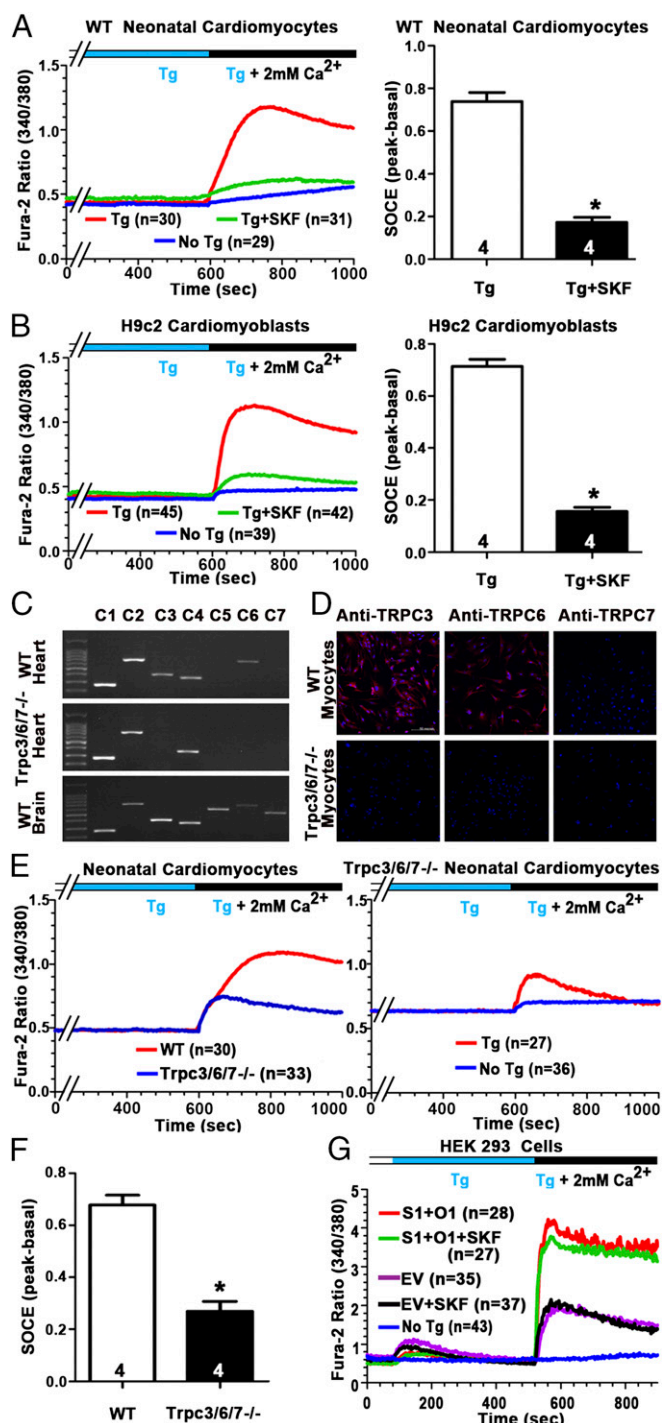 A
WT Neonatal Cardiomyocytes
Tg
Tg + 2mM Ca2+
Fura-2 Ratio (340/380)
1.5
1.0
0.5
0.0
Tg (n=30)
Tg+SKF (n=31)
No Tg (n=29)
0 400 600 800 1000
Time (sec)
WT Neonatal Cardiomyocytes
SOCE (peak-basal)
1.0
0.8
0.6
0.4
0.2
0.0
*
4 4
Tg Tg+SKF
B
H9c2 Cardiomyoblasts
Tg
Tg + 2mM Ca2+
Fura-2 Ratio (340/380)
1.5
1.0
0.5
0.0
Tg (n=45)
Tg+SKF (n=42)
No Tg (n=39)
0 400 600 800 1000
Time (sec)
H9c2 Cardiomyoblasts
SOCE (peak-basal)
0.8
0.6
0.4
0.2
0.0
*
4 4
Tg Tg+SKF
C
C1 C2 C3 C4 C5 C6 C7
WT Heart
Trpc3/6/7-/- Heart
WT Brain
D
Anti-TRPC3 Anti-TRPC6 Anti-TRPC7
WT Myocytes
Trpc3/6/7-/- Myocytes
E
Neonatal Cardiomyocytes
Tg
Tg + 2mM Ca2+
Fura-2 Ratio (340/380)
1.5
1.0
0.5
0.0
WT (n=30)
Trpc3/6/7-/- (n=33)
0 400 600 800 1000
Time (sec)
Trpc3/6/7-/- Neonatal Cardiomyocytes
Tg
Tg + 2mM Ca2+
1.5
1.0
0.5
0.0
Tg (n=27)
No Tg (n=36)
0 400 600 800 1000
Time (sec)
F
SOCE (peak-basal)
0.8
0.6
0.4
0.2
0.0
*
4 4
WT Trpc3/6/7-/-
G
HEK 293 Cells
Tg
Tg + 2mM Ca2+
Fura-2 Ratio (340/380)
5
4
3
2
1
0
S1+O1 (n=28)
S1+O1+SKF
(n=27)
EV (n=35)
EV+SKF (n=37)
No Tg (n=43)
0 200 400 600 800
Time (sec)